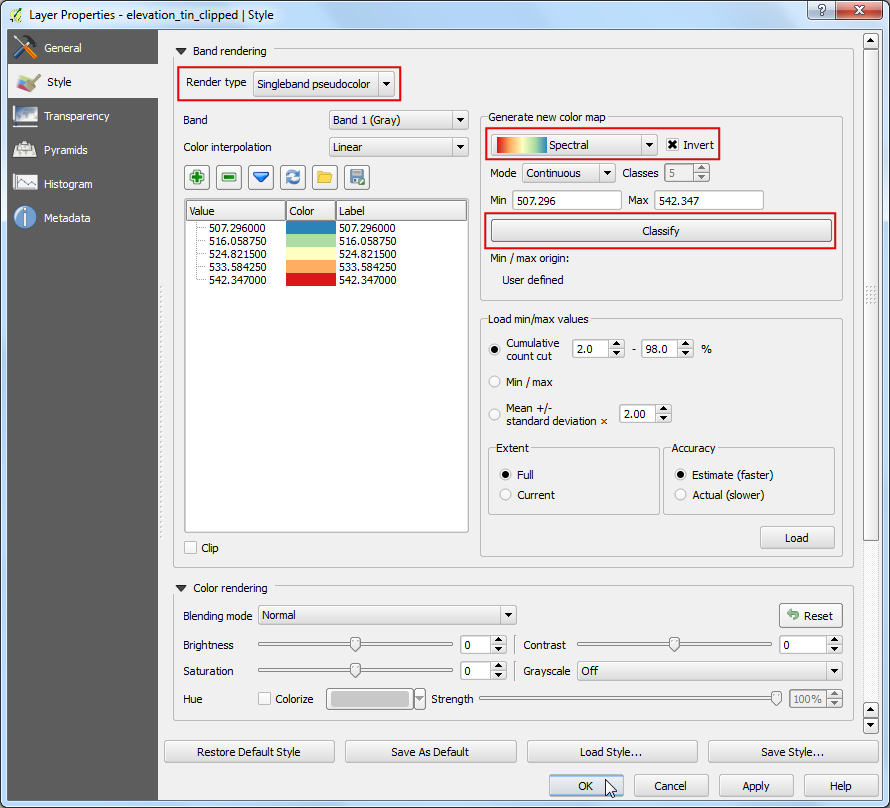 Layer Properties - elevation_tin_clipped | Style
?
General
Style
Transparency
Pyramids
Histogram
Metadata
Band rendering
Render type Singleband pseudocolor
Band Band 1 (Gray)
Color interpolation Linear
Value Color Label
507.296000 507.296000
516.058750 516.058750
524.821500 524.821500
533.584250 533.584250
542.347000 542.347000
Clip
Generate new color map
Spectral Invert
Mode Continuous Classes 5
Min 507.296 Max 542.347
Classify
Min / max origin:
User defined
Load min/max values
Cumulative
count cut 2.0 - 98.0 %
Min / max
Mean +/-
standard deviation × 2.00
Extent
Full
Current
Accuracy
Estimate (faster)
Actual (slower)
Load
Color rendering
Blending mode Normal Reset
Brightness 0 Contrast 0
Saturation 0 Grayscale Off
Hue Colorize Strength 100%
Restore Default Style Save As Default Load Style... Save Style...
OK Cancel Apply Help